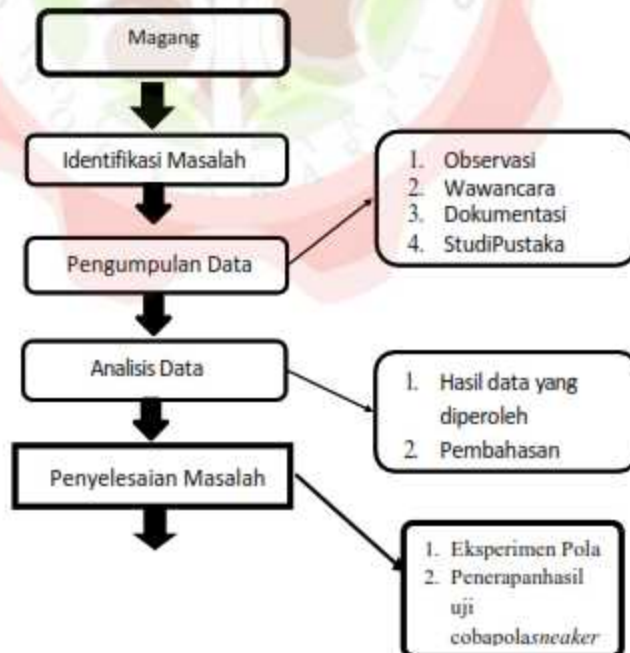 Magang
Identifikasi Masalah
1. Observasi
2. Wawancara
3. Dokumentasi
4. StudiPustaka
Pengumpulan Data
Analisis Data
1. Hasil data yang
diperoleh
2. Pembahasan
Penyelesaian Masalah
1. Eksperimen Pola
2. Penerapanhasil
uji
cobapolasneaker